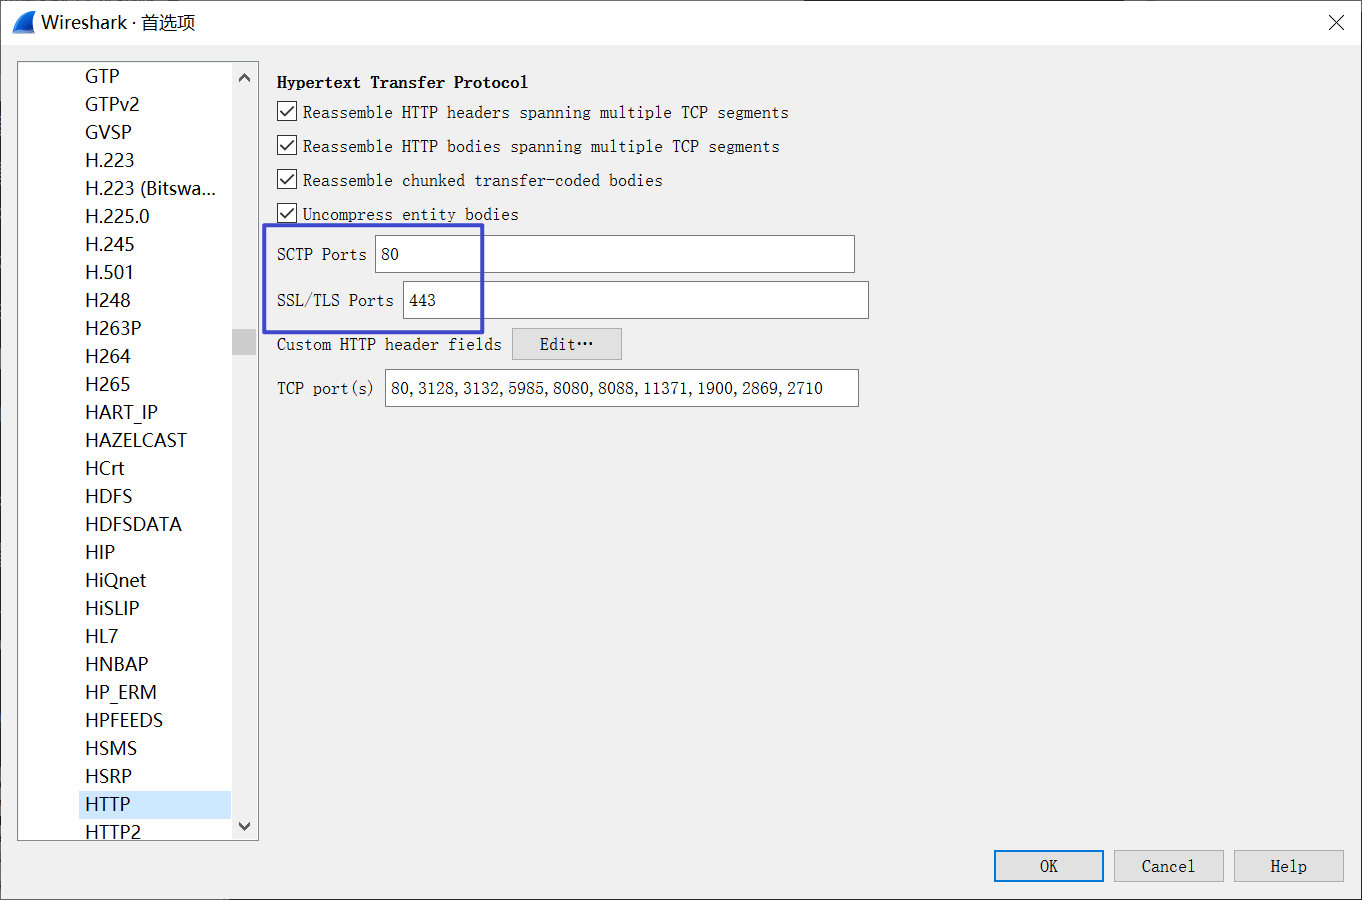 Wireshark · 首选项
GTP
GTPv2
GVSP
H.223
H.223 (Bitswa...
H.225.0
H.245
H.501
H248
H263P
H264
H265
HART_IP
HAZELCAST
HCrt
HDFS
HDFSDATA
HIP
HiQnet
HiSLIP
HL7
HNBAP
HP_ERM
HPFEEDS
HSMS
HSRP
HTTP
HTTP2
Hypertext Transfer Protocol
Reassemble HTTP headers spanning multiple TCP segments
Reassemble HTTP bodies spanning multiple TCP segments
Reassemble chunked transfer-coded bodies
Uncompress entity bodies
SCTP Ports 80
SSL/TLS Ports 443
Custom HTTP header fields Edit…
TCP port(s) 80,3128,3132,5985,8080,8088,11371,1900,2869,2710
OK Cancel Help